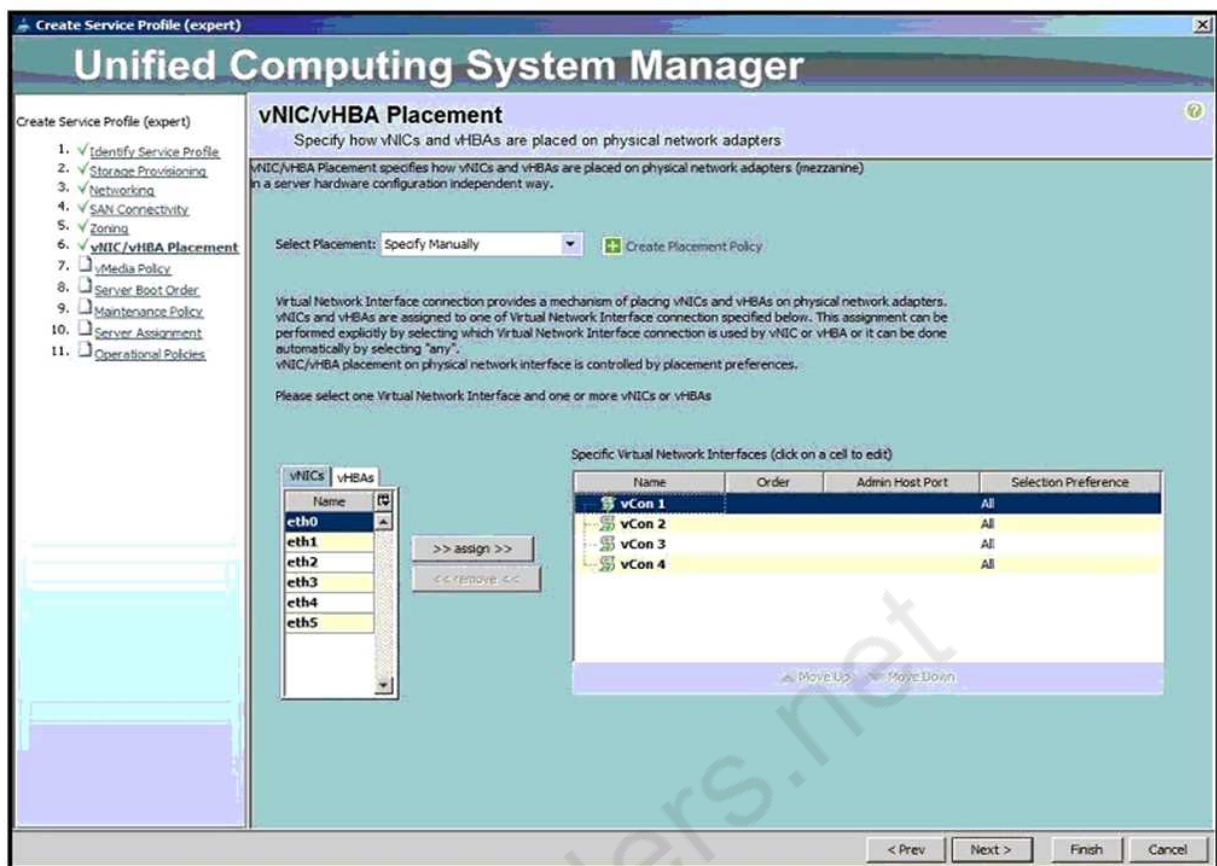 Create Service Profile (expert)
Unified Computing System Manager
Create Service Profile (expert)
1. √ Identify Service Profile
2. √ Storage Provisioning
3. √ Networking
4. √ SAN Connectivity
5. √ Zoning
6. √ vNIC/vHBA Placement
7. vMedia Policy
8. Server Boot Order
9. Maintenance Policy
10. Server Assignment
11. Operational Policies
vNIC/vHBA Placement
Specify how vNICs and vHBAs are placed on physical network adapters
vNIC/vHBA Placement specifies how vNICs and vHBAs are placed on physical network adapters (mezzanine)
in a server hardware configuration independent way.
Select Placement: Specify Manually
Create Placement Policy
Virtual Network Interface connection provides a mechanism of placing vNICs and vHBAs on physical network adapters.
vNICs and vHBAs are assigned to one of Virtual Network Interface connection specified below. This assignment can be
performed explicitly by selecting which Virtual Network Interface connection is used by vNIC or vHBA or it can be done
automatically by selecting "any".
vNIC/vHBA placement on physical network interface is controlled by placement preferences.
Please select one Virtual Network Interface and one or more vNICs or vHBAs
vNICs vHBAs
Name
eth0
eth1
eth2
eth3
eth4
eth5
>> assign >>
<< remove <<
Specific Virtual Network Interfaces (click on a cell to edit)
Name Order Admin Host Port Selection Preference
vCon 1 All
vCon 2 All
vCon 3 All
vCon 4 All
Move Up Move Down
ers.net
< Prev Next > Finish Cancel